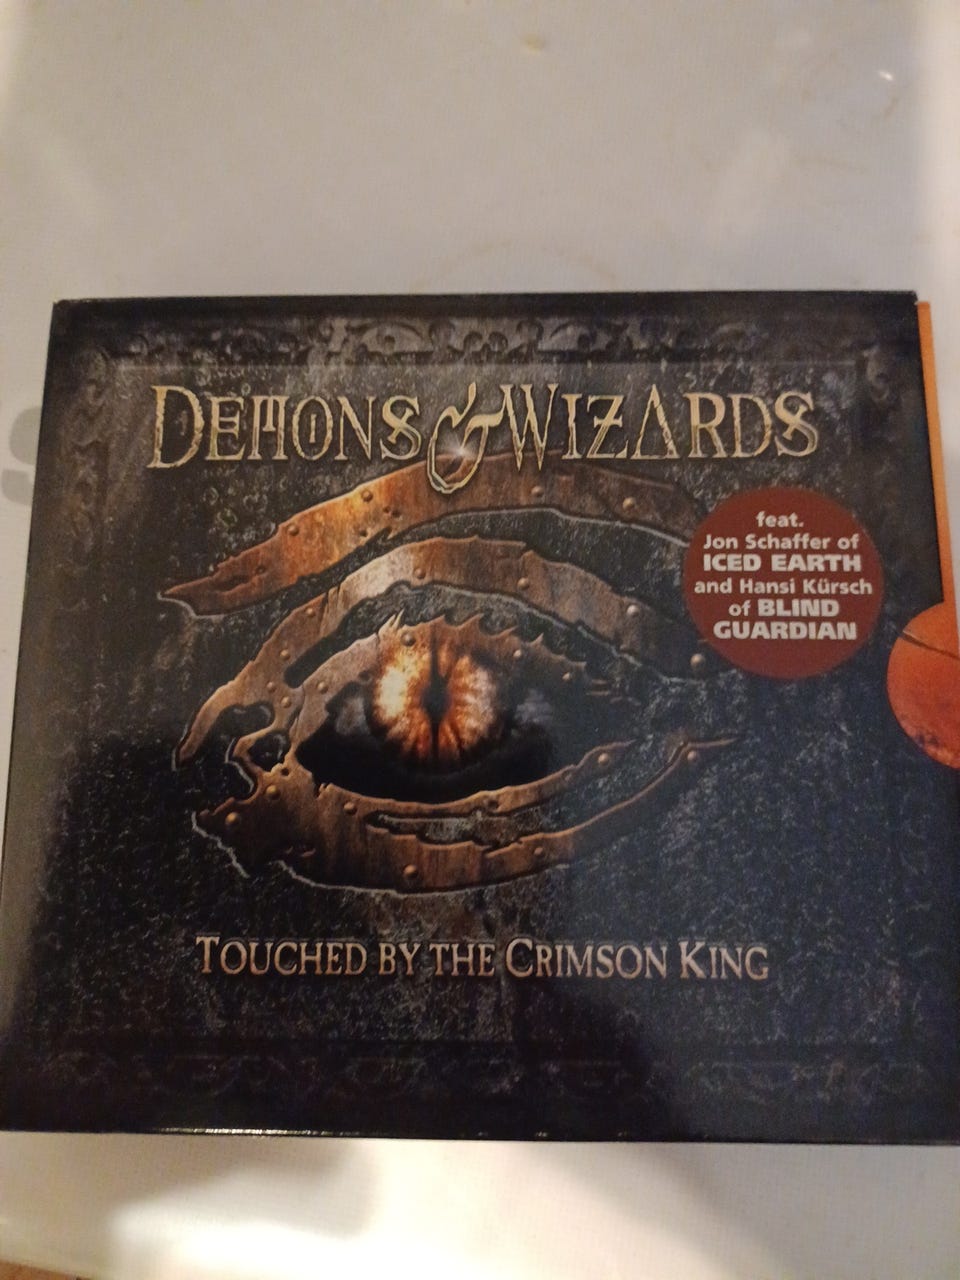 DEMONS & WIZARDS
feat.
Jon Schaffer of
ICED EARTH
and Hansi Kürsch
of BLIND
GUARDIAN
TOUCHED BY THE CRIMSON KING